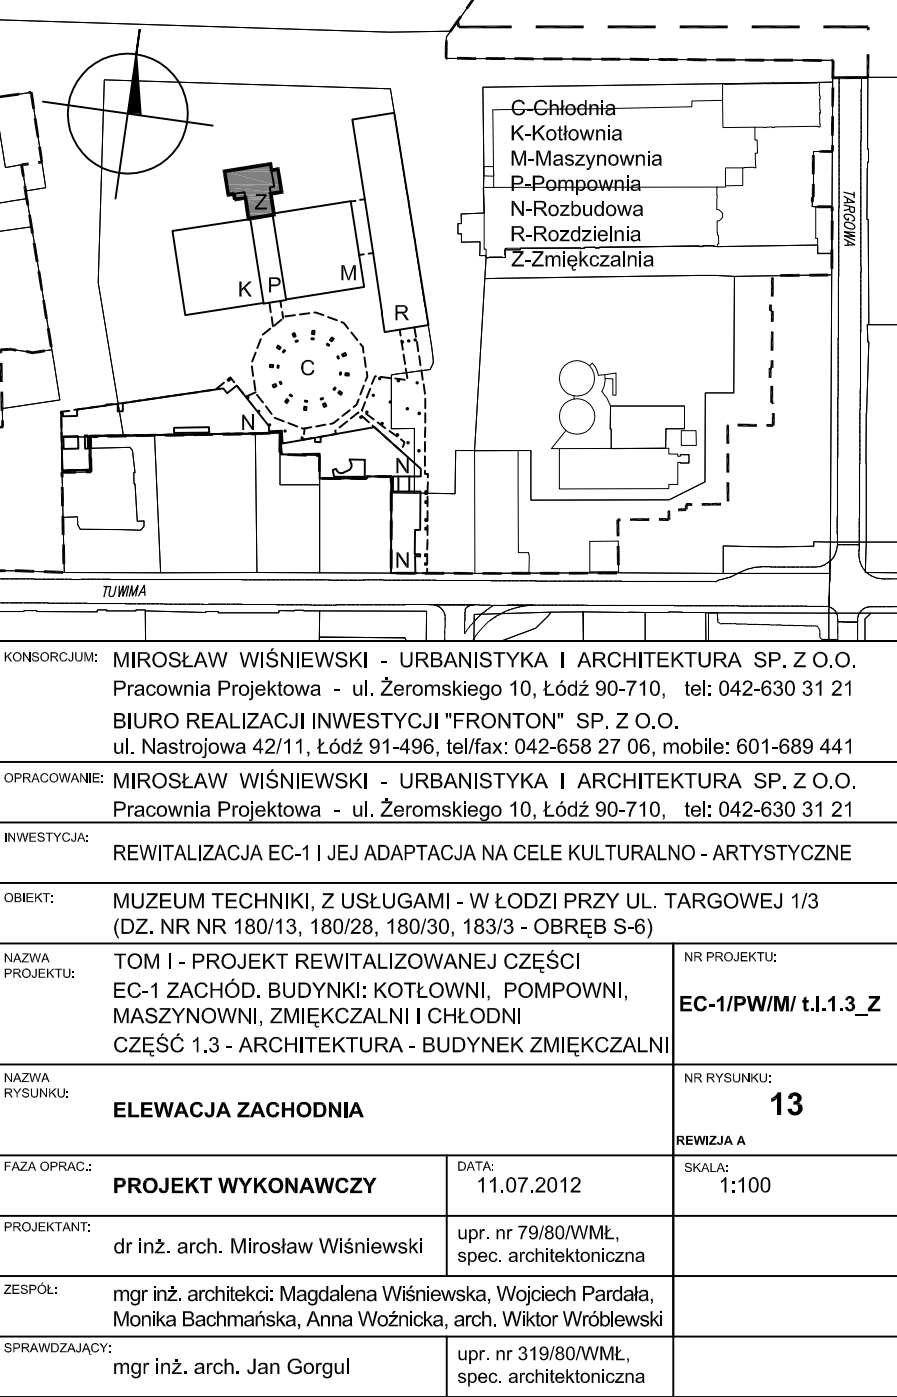 C-Chłodnia
K-Kotłownia
M-Maszynownia
P-Pompownia
N-Rozbudowa
R-Rozdzielnia
Z-Zmiękczalnia
TARGOWA
Z
K
P
M
R
C
N
N
N
TUWIMA
KONSORCJUM: MIROSŁAW WIŚNIEWSKI - URBANISTYKA I ARCHITEKTURA SP. Z O.O.
Pracownia Projektowa - ul. Żeromskiego 10, Łódź 90-710, tel: 042-630 31 21
BIURO REALIZACJI INWESTYCJI "FRONTON" SP. Z O.O.
ul. Nastrojowa 42/11, Łódź 91-496, tel/fax: 042-658 27 06, mobile: 601-689 441
OPRACOWANIE: MIROSŁAW WIŚNIEWSKI - URBANISTYKA I ARCHITEKTURA SP. Z O.O.
Pracownia Projektowa - ul. Żeromskiego 10, Łódź 90-710, tel: 042-630 31 21
INWESTYCJA:
REWITALIZACJA EC-1 I JEJ ADAPTACJA NA CELE KULTURALNO - ARTYSTYCZNE
OBIEKT: MUZEUM TECHNIKI, Z USŁUGAMI - W ŁODZI PRZY UL. TARGOWEJ 1/3
(DZ. NR NR 180/13, 180/28, 180/30, 183/3 - OBRĘB S-6)
NAZWA
PROJEKTU:
TOM I - PROJEKT REWITALIZOWANEJ CZĘŚCI
EC-1 ZACHÓD. BUDYNKI: KOTŁOWNI, POMPOWNI,
MASZYNOWNI, ZMIĘKCZALNI I CHŁODNI
CZĘŚĆ 1.3 - ARCHITEKTURA - BUDYNEK ZMIĘKCZALNI
NR PROJEKTU:
EC-1/PW/M/ t.I.1.3_Z
NAZWA
RYSUNKU:
ELEWACJA ZACHODNIA
NR RYSUNKU:
13
REWIZJA A
FAZA OPRAC.:
PROJEKT WYKONAWCZY
DATA:
11.07.2012
SKALA:
1:100
PROJEKTANT:
dr inż. arch. Mirosław Wiśniewski
upr. nr 79/80/WMŁ,
spec. architektoniczna
ZESPÓŁ:
mgr inż. architekci: Magdalena Wiśniewska, Wojciech Pardała,
Monika Bachmańska, Anna Woźnicka, arch. Wiktor Wróblewski
SPRAWDZAJĄCY:
mgr inż. arch. Jan Gorgul
upr. nr 319/80/WMŁ,
spec. architektoniczna